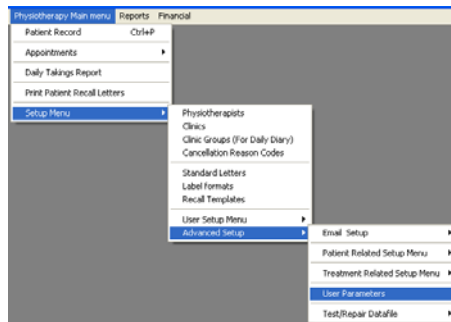 Physiotherapy Main menu Reports Financial
Patient Record Ctrl+P
Appointments
Daily Takings Report
Print Patient Recall Letters
Setup Menu
Physiotherapists
Clinics
Clinic Groups (For Daily Diary)
Cancellation Reason Codes
Standard Letters
Label formats
Recall Templates
User Setup Menu
Advanced Setup
Email Setup
Patient Related Setup Menu
Treatment Related Setup Menu
User Parameters
Test/Repair Datafile